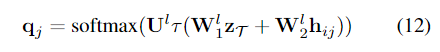 q_j = softmax(U^l τ(W_1^l z_𝒯 + W_2^l h_{ij})) (12)